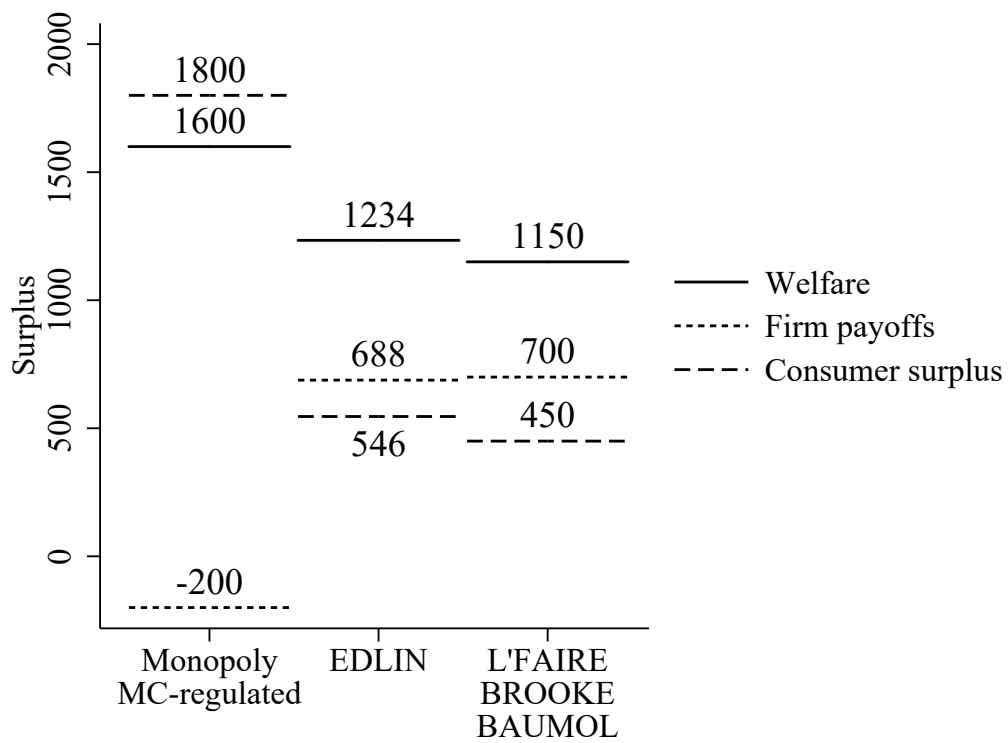 Surplus
2000
1500
1000
500
0
1800
1600
-200
1234
688
546
1150
700
450
Welfare
Firm payoffs
Consumer surplus
Monopoly
MC-regulated
EDLIN
L'FAIRE
BROOKE
BAUMOL